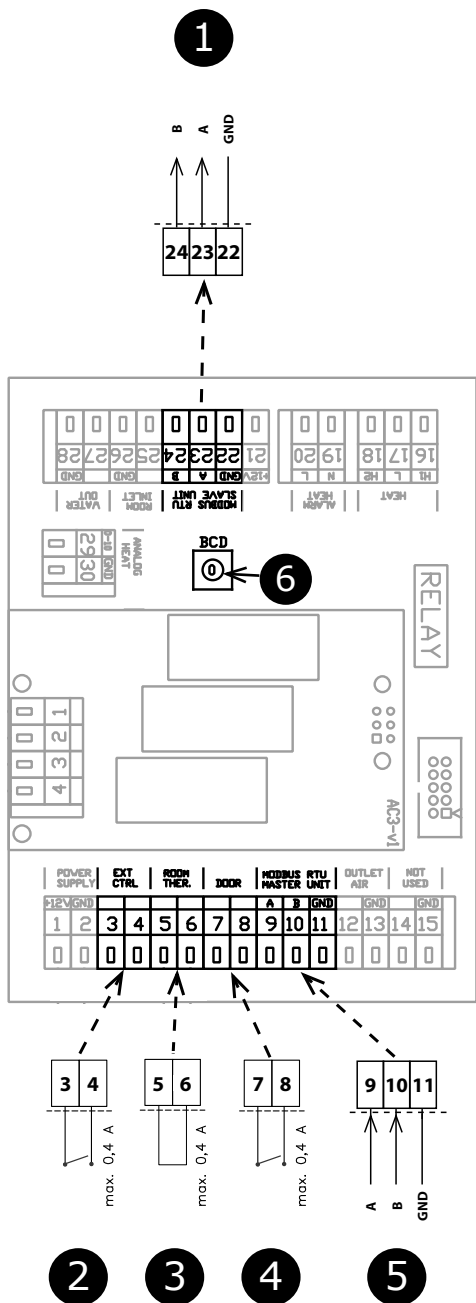 1
B A GND
24 23 22
28 27 26 25 24 23 22 21 20 19 18 17 16
GND GND B A GND +12V L N H2 L H1
VATER OUT
ROOM INLET
MODBUS RTU SLAVE UNIT
ALARM HEAT
HEAT
29 30
0-10 GND
ANALOG HEAT
BCD
0
6
RELAY
1
2
3
4
AC3-v1
POWER SUPPLY
EXT CTRL
ROOM THER.
DOOR
MODBUS RTU MASTER UNIT
OUTLET AIR
NOT USED
+12V GND A B GND GND GND
1 2 3 4 5 6 7 8 9 10 11 12 13 14 15
3 4
max. 0,4 A
5 6
max. 0,4 A
7 8
max. 0,4 A
9 10 11
A B GND
2 3 4 5